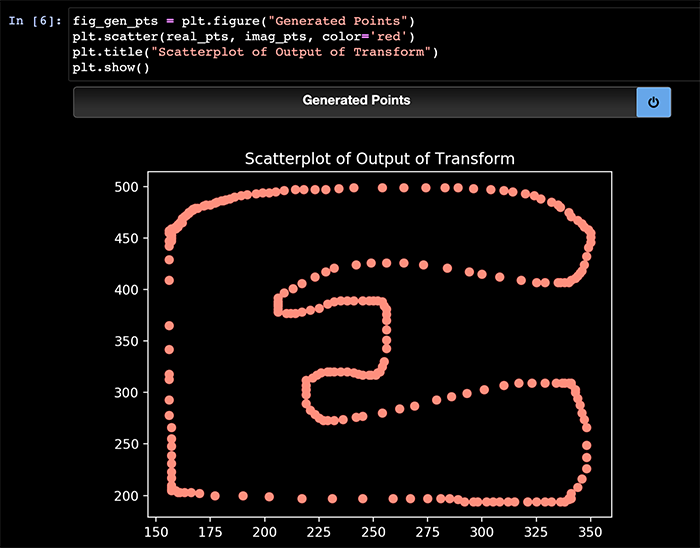 In [6]: fig_gen_pts = plt.figure("Generated Points")
plt.scatter(real_pts, imag_pts, color='red')
plt.title("Scatterplot of Output of Transform")
plt.show()
Generated Points
Scatterplot of Output of Transform
500
450
400
350
300
250
200
150 175 200 225 250 275 300 325 350